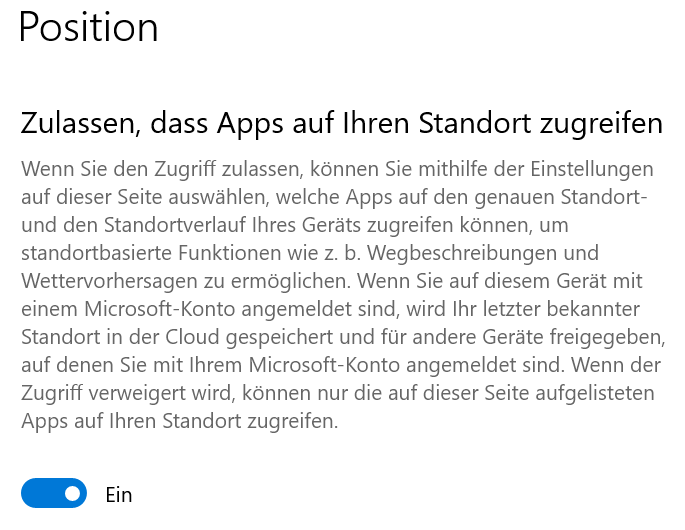 Position
Zulassen, dass Apps auf Ihren Standort zugreifen
Wenn Sie den Zugriff zulassen, können Sie mithilfe der Einstellungen
auf dieser Seite auswählen, welche Apps auf den genauen Standort-
und den Standortverlauf Ihres Geräts zugreifen können, um
standortbasierte Funktionen wie z. b. Wegbeschreibungen und
Wettervorhersagen zu ermöglichen. Wenn Sie auf diesem Gerät mit
einem Microsoft-Konto angemeldet sind, wird Ihr letzter bekannter
Standort in der Cloud gespeichert und für andere Geräte freigegeben,
auf denen Sie mit Ihrem Microsoft-Konto angemeldet sind. Wenn der
Zugriff verweigert wird, können nur die auf dieser Seite aufgelisteten
Apps auf Ihren Standort zugreifen.
Ein